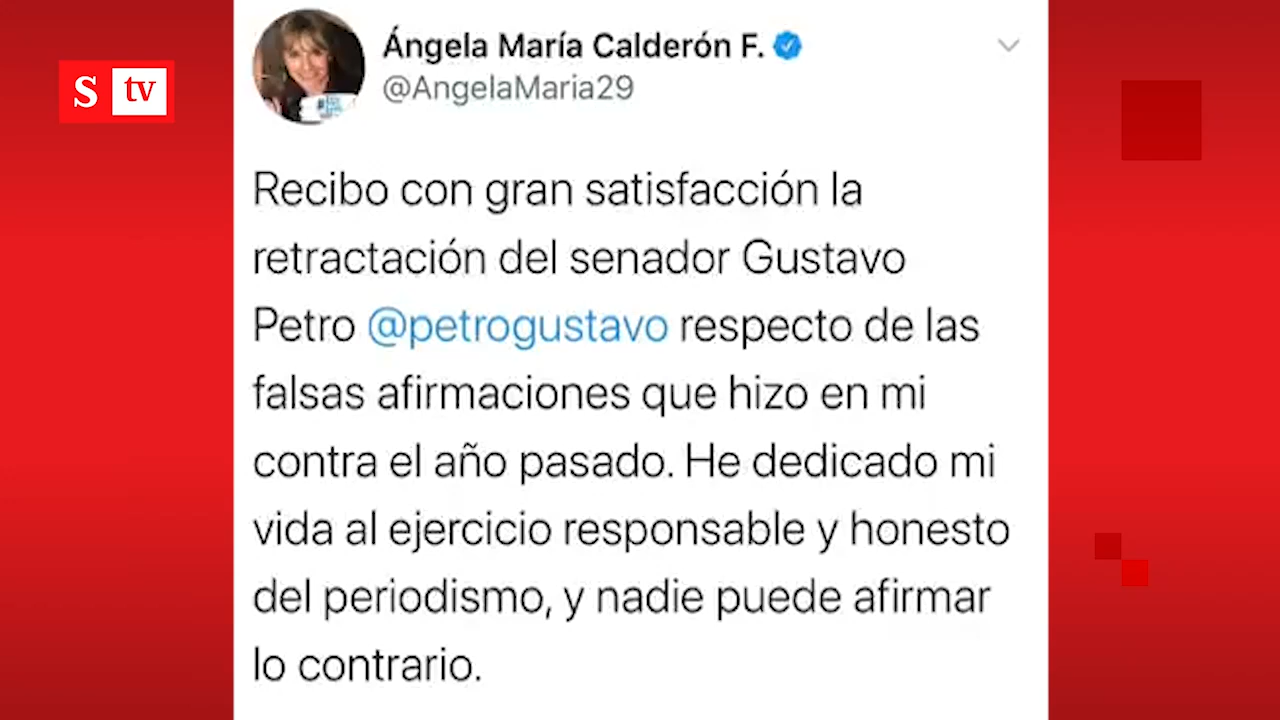 S tv
Ángela María Calderón F.
@AngelaMaria29
Recibo con gran satisfacción la
retractación del senador Gustavo
Petro @petrogustavo respecto de las
falsas afirmaciones que hizo en mi
contra el año pasado. He dedicado mi
vida al ejercicio responsable y honesto
del periodismo, y nadie puede afirmar
lo contrario.